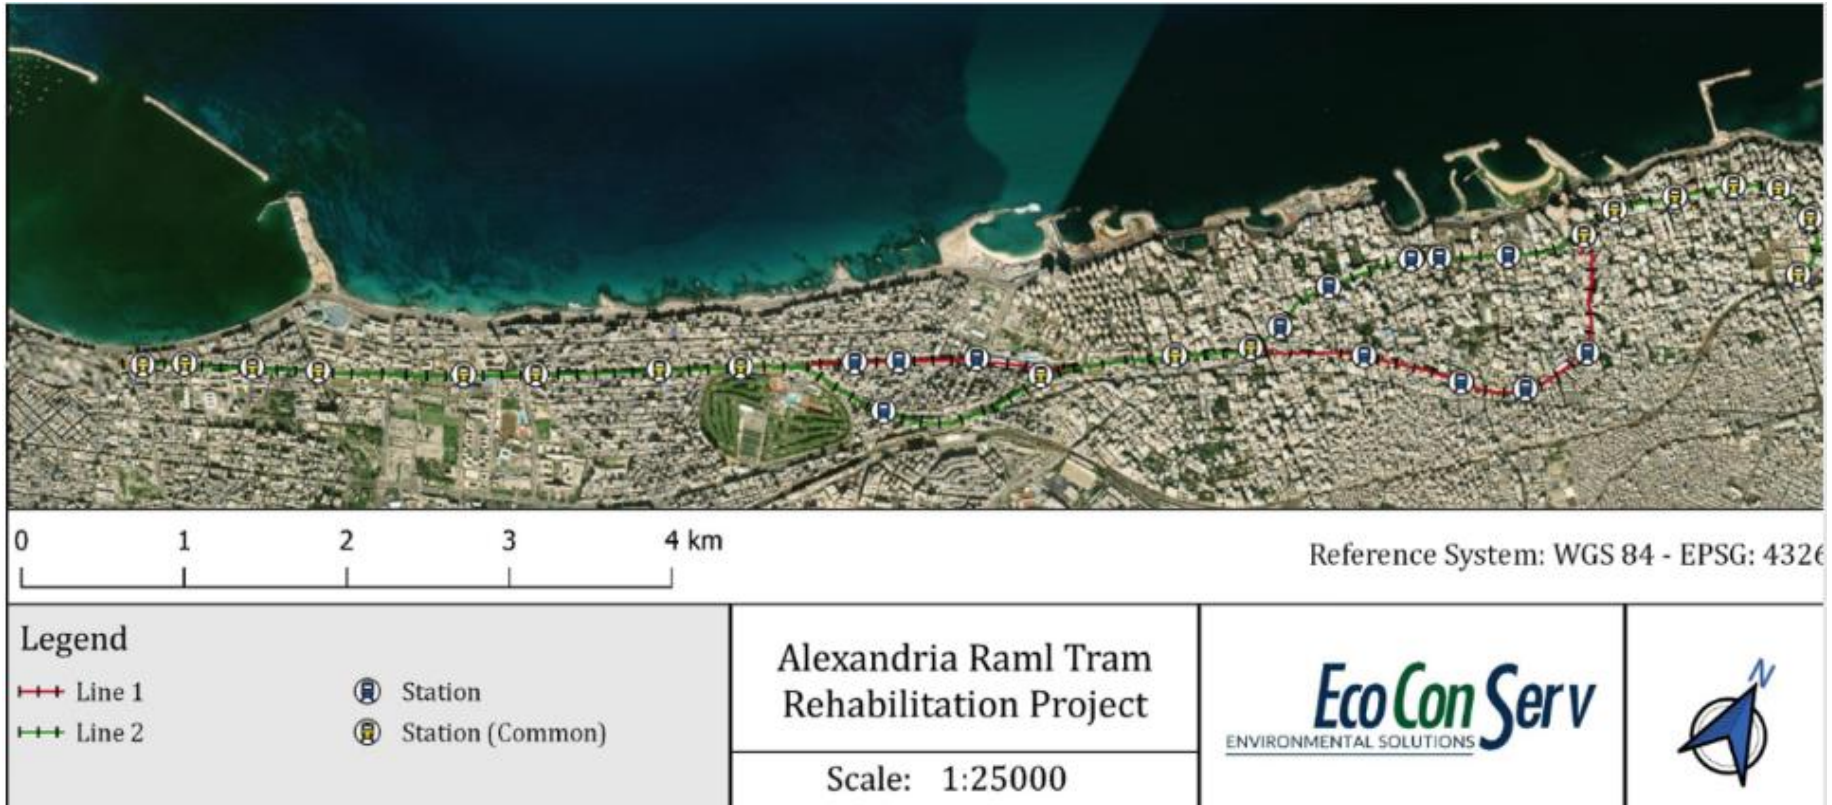 0 1 2 3 4 km
Reference System: WGS 84 - EPSG: 4326
Legend
Line 1
Line 2
Station
Station (Common)
Alexandria Raml Tram
Rehabilitation Project
Scale: 1:25000
EcoConServ
ENVIRONMENTAL SOLUTIONS
N